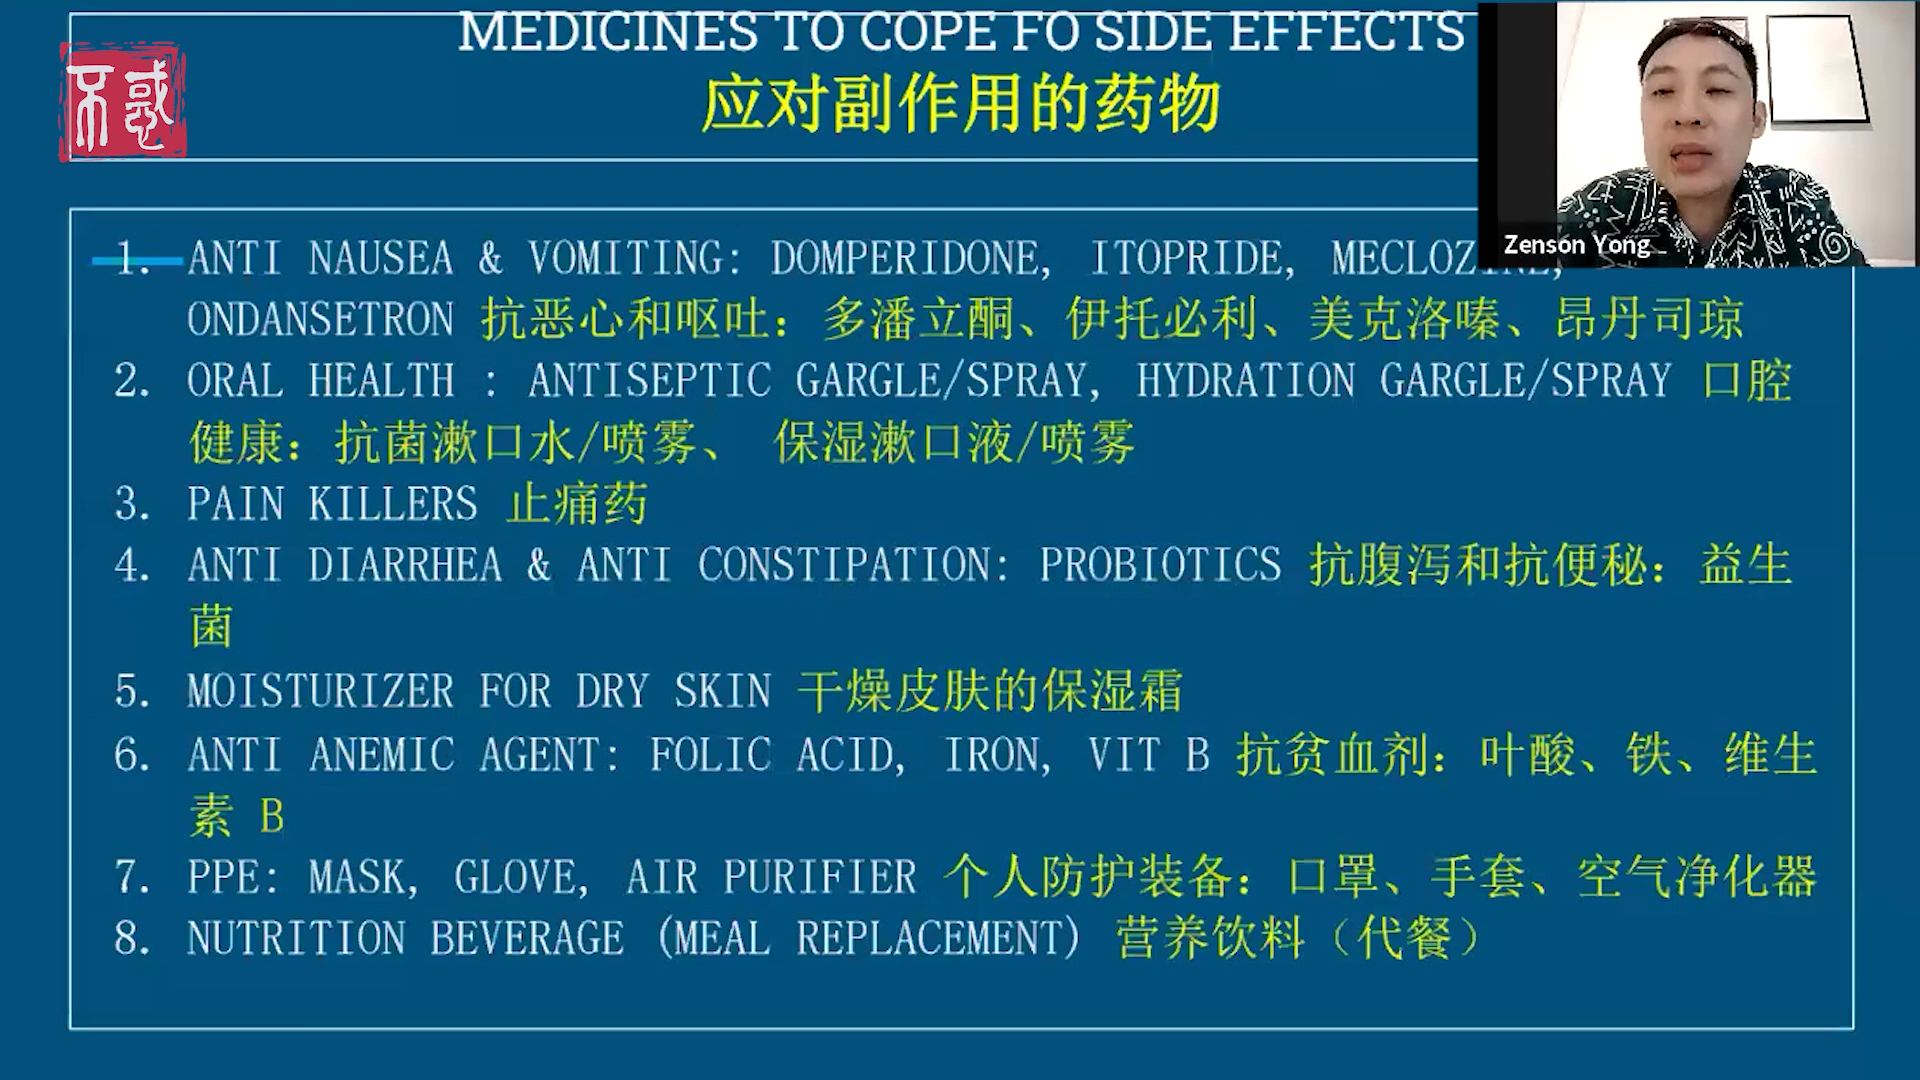 MEDICINES TO COPE FO SIDE EFFECTS
应对副作用的药物
不惑
Zenson Yong
1. ANTI NAUSEA & VOMITING: DOMPERIDONE, ITOPRIDE, MECLOZINE,
ONDANSETRON 抗恶心和呕吐：多潘立酮、伊托必利、美克洛嗪、昂丹司琼
2. ORAL HEALTH : ANTISEPTIC GARGLE/SPRAY, HYDRATION GARGLE/SPRAY 口腔
健康：抗菌漱口水/喷雾、 保湿漱口液/喷雾
3. PAIN KILLERS 止痛药
4. ANTI DIARRHEA & ANTI CONSTIPATION: PROBIOTICS 抗腹泻和抗便秘：益生
菌
5. MOISTURIZER FOR DRY SKIN 干燥皮肤的保湿霜
6. ANTI ANEMIC AGENT: FOLIC ACID, IRON, VIT B 抗贫血剂：叶酸、铁、维生
素 B
7. PPE: MASK, GLOVE, AIR PURIFIER 个人防护装备：口罩、手套、空气净化器
8. NUTRITION BEVERAGE (MEAL REPLACEMENT) 营养饮料（代餐）